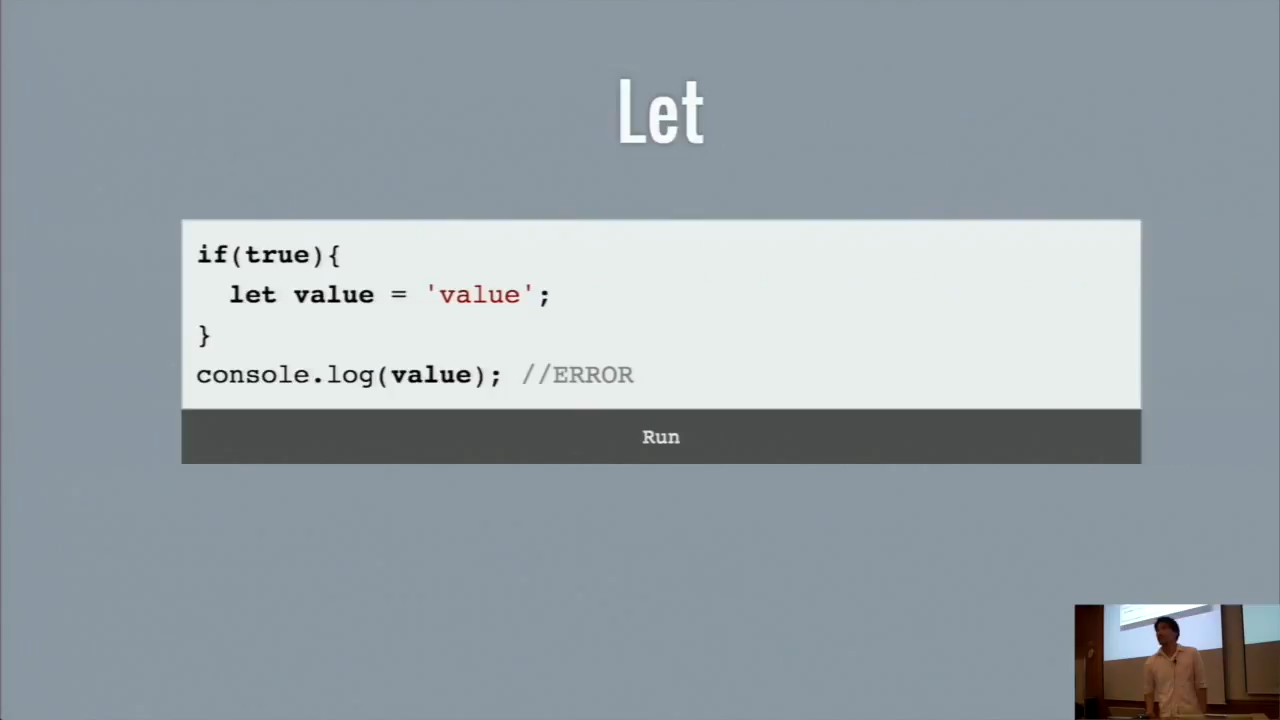 Let
if(true){
  let value = 'value';
}
console.log(value); //ERROR
Run